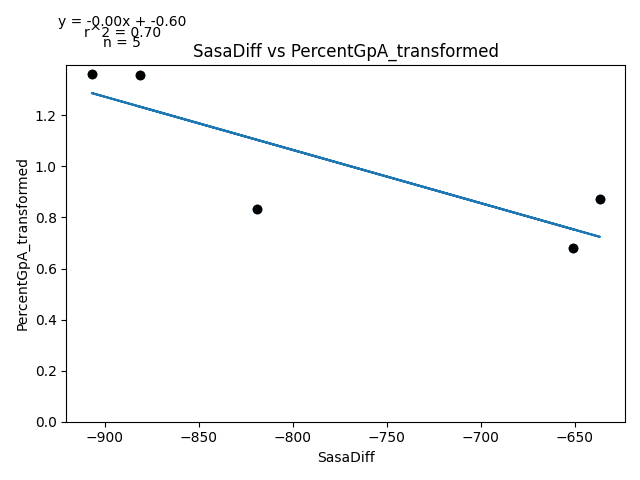 y = -0.00x + -0.60
r^2 = 0.70
n = 5
SasaDiff vs PercentGpA_transformed
PercentGpA_transformed
1.2
1.0
0.8
0.6
0.4
0.2
0.0
−900
−850
−800
−750
−700
−650
SasaDiff